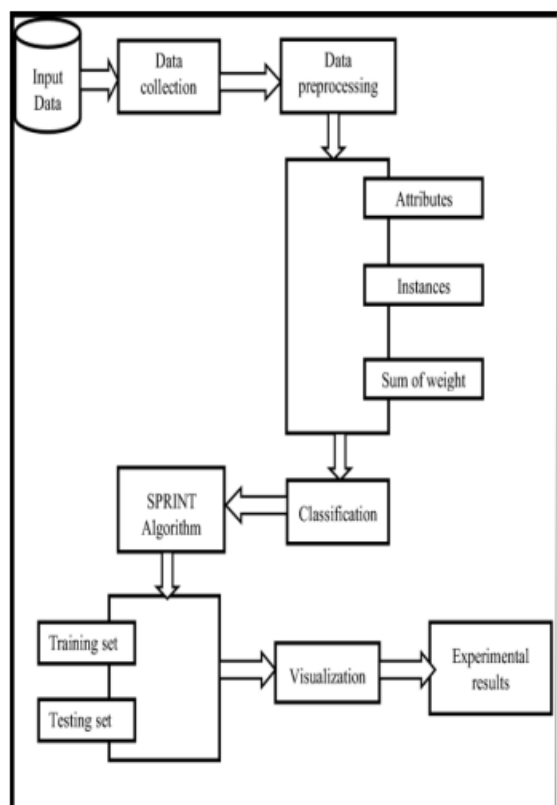 Input
Data
Data
collection
Data
preprocessing
Attributes
Instances
Sum of weight
Classification
SPRINT
Algorithm
Training set
Testing set
Visualization
Experimental
results